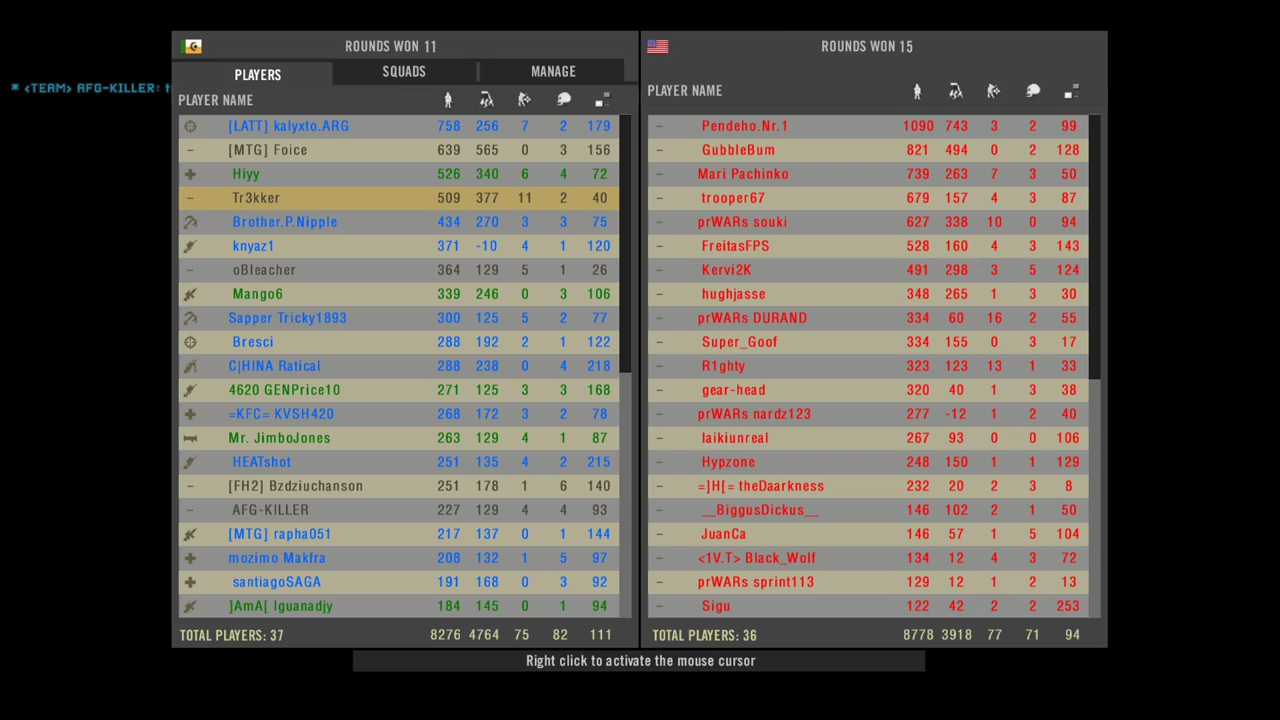 ROUNDS WON 11
PLAYERS SQUADS MANAGE
* <TEAM> AFG-KILLER:
PLAYER NAME
[LATT] kalyxto.ARG 758 256 7 2 179
[MTG] Foice 639 565 0 3 156
Hiyy 526 340 6 4 72
Tr3kker 509 377 11 2 40
Brother.P.Nipple 434 270 3 3 75
knyaz1 371 -10 4 1 120
oBleacher 364 129 5 1 26
Mango6 339 246 0 3 106
Sapper Tricky1893 300 125 5 2 77
Bresci 288 192 2 1 122
C|HINA Ratical 288 238 0 4 218
4620 GENPrice10 271 125 3 3 168
=KFC= KVSH420 268 172 3 2 78
Mr. JimboJones 263 129 4 1 87
HEATshot 251 135 4 2 215
[FH2] Bzdziuchanson 251 178 1 6 140
AFG-KILLER 227 129 4 4 93
[MTG] rapha051 217 137 0 1 144
mozimo Makfra 208 132 1 5 97
santiagoSAGA 191 168 0 3 92
]AmA[ Iguanadjy 184 145 0 1 94
TOTAL PLAYERS: 37 8276 4764 75 82 111
ROUNDS WON 15
PLAYER NAME
Pendeho.Nr.1 1090 743 3 2 99
GubbleBum 821 494 0 2 128
Mari Pachinko 739 263 7 3 50
trooper67 679 157 4 3 87
prWARs souki 627 338 10 0 94
FreitasFPS 528 160 4 3 143
Kervi2K 491 298 3 5 124
hughjasse 348 265 1 3 30
prWARs DURAND 334 60 16 2 55
Super_Goof 334 155 0 3 17
R1ghty 323 123 13 1 33
gear-head 320 40 1 3 38
prWARs nardz123 277 -12 1 2 40
laikiunreal 267 93 0 0 106
Hypzone 248 150 1 1 129
=]H[= theDaarkness 232 20 2 3 8
__BiggusDickus__ 146 102 2 1 50
JuanCa 146 57 1 5 104
<1V.T> Black_Wolf 134 12 4 3 72
prWARs sprint113 129 12 1 2 13
Sigu 122 42 2 2 253
TOTAL PLAYERS: 36 8778 3918 77 71 94
Right click to activate the mouse cursor